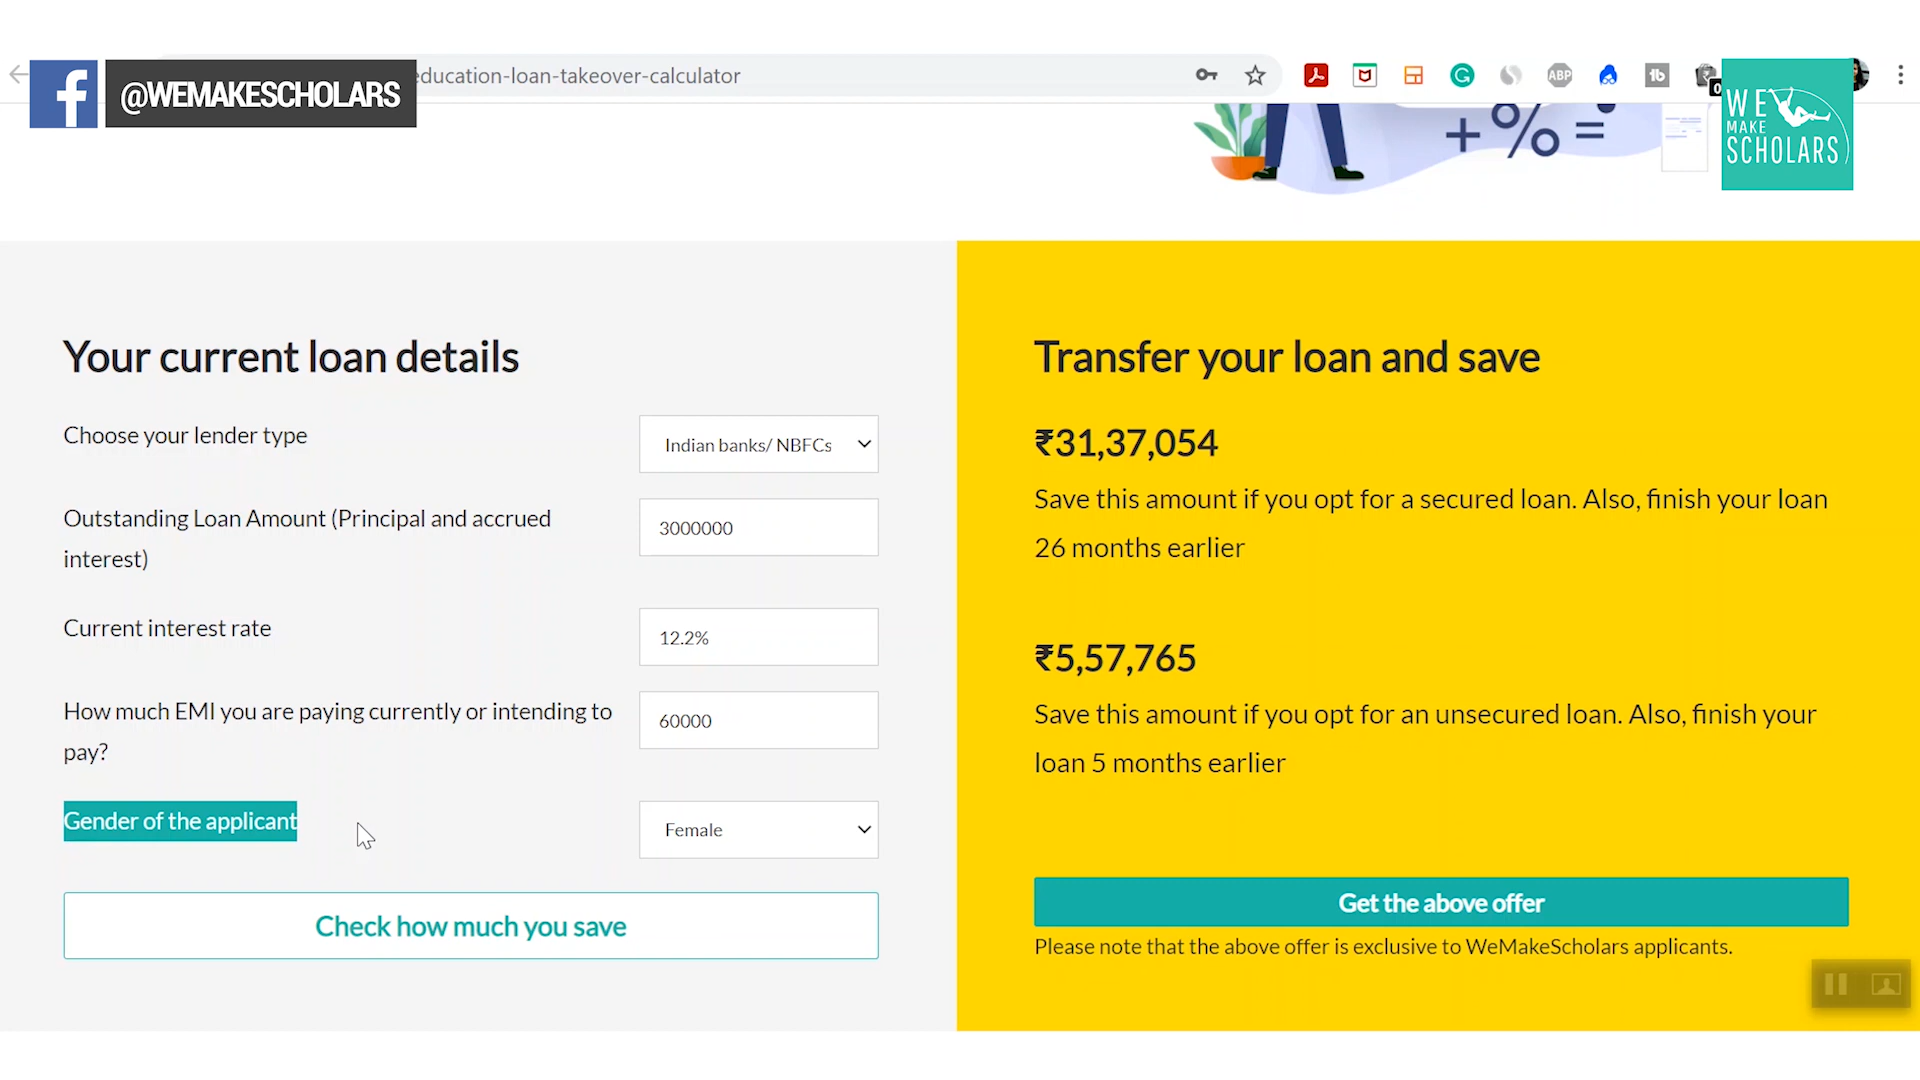 @WEMAKESCHOLARS
education-loan-takeover-calculator
ABP
WE
MAKE
SCHOLARS
+ % =
Your current loan details
Choose your lender type
Indian banks/ NBFCs
Outstanding Loan Amount (Principal and accrued
interest)
3000000
Current interest rate
12.2%
How much EMI you are paying currently or intending to
pay?
60000
Gender of the applicant
Female
Check how much you save
Transfer your loan and save
₹31,37,054
Save this amount if you opt for a secured loan. Also, finish your loan
26 months earlier
₹5,57,765
Save this amount if you opt for an unsecured loan. Also, finish your
loan 5 months earlier
Get the above offer
Please note that the above offer is exclusive to WeMakeScholars applicants.